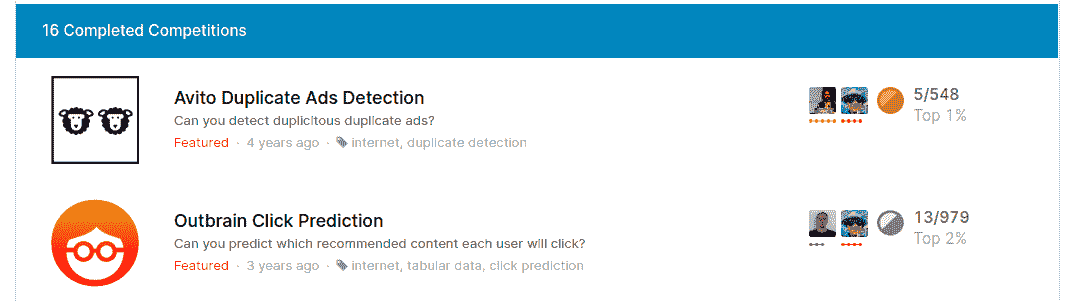 16 Completed Competitions
Avito Duplicate Ads Detection
Can you detect duplicitous duplicate ads?
Featured · 4 years ago · internet, duplicate detection
5/548
Top 1%
Outbrain Click Prediction
Can you predict which recommended content each user will click?
Featured · 3 years ago · internet, tabular data, click prediction
13/979
Top 2%